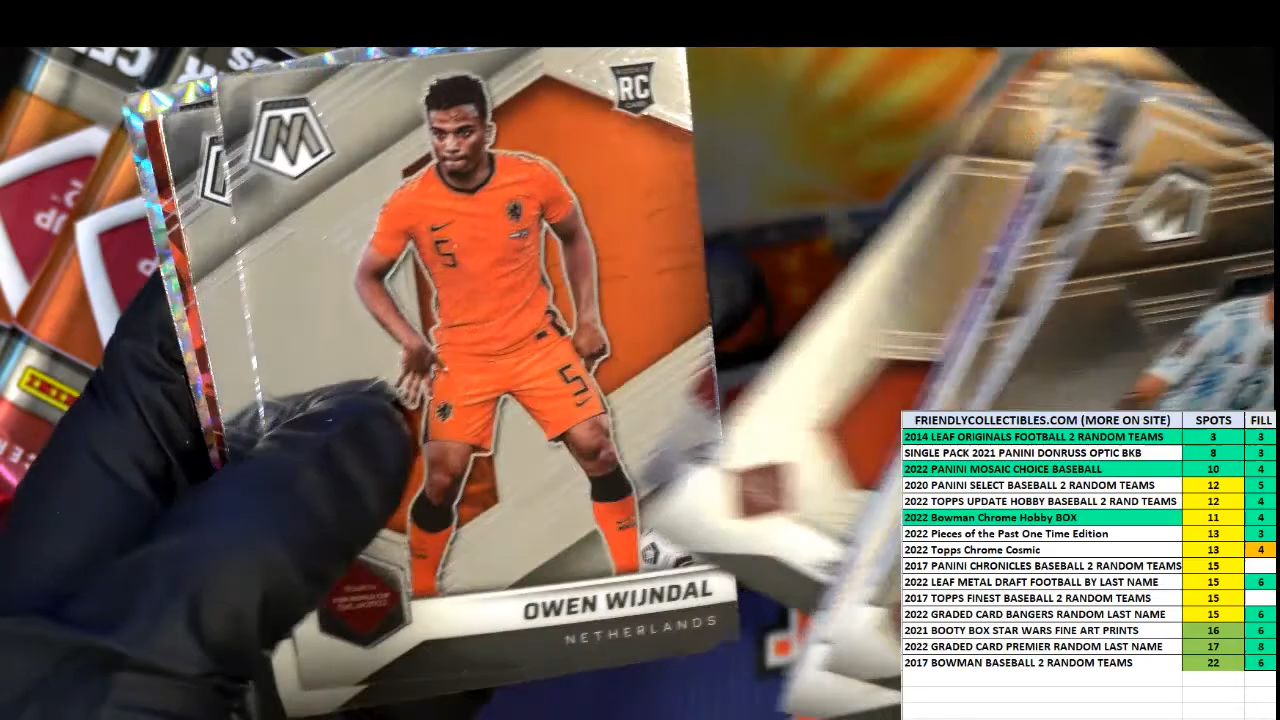 RC
5
5
OWEN WIJNDAL
NETHERLANDS
FRIENDLYCOLLECTIBLES.COM (MORE ON SITE) SPOTS FILL
2014 LEAF ORIGINALS FOOTBALL 2 RANDOM TEAMS 3 3
SINGLE PACK 2021 PANINI DONRUSS OPTIC BKB 8 3
2022 PANINI MOSAIC CHOICE BASEBALL 10 4
2020 PANINI SELECT BASEBALL 2 RANDOM TEAMS 12 5
2022 TOPPS UPDATE HOBBY BASEBALL 2 RAND TEAMS 12 4
2022 Bowman Chrome Hobby BOX 11 4
2022 Pieces of the Past One Time Edition 13 3
2022 Topps Chrome Cosmic 13 4
2017 PANINI CHRONICLES BASEBALL 2 RANDOM TEAMS 15
2022 LEAF METAL DRAFT FOOTBALL BY LAST NAME 15 6
2017 TOPPS FINEST BASEBALL 2 RANDOM TEAMS 15
2022 GRADED CARD BANGERS RANDOM LAST NAME 15 6
2021 BOOTY BOX STAR WARS FINE ART PRINTS 16 6
2022 GRADED CARD PREMIER RANDOM LAST NAME 17 8
2017 BOWMAN BASEBALL 2 RANDOM TEAMS 22 6